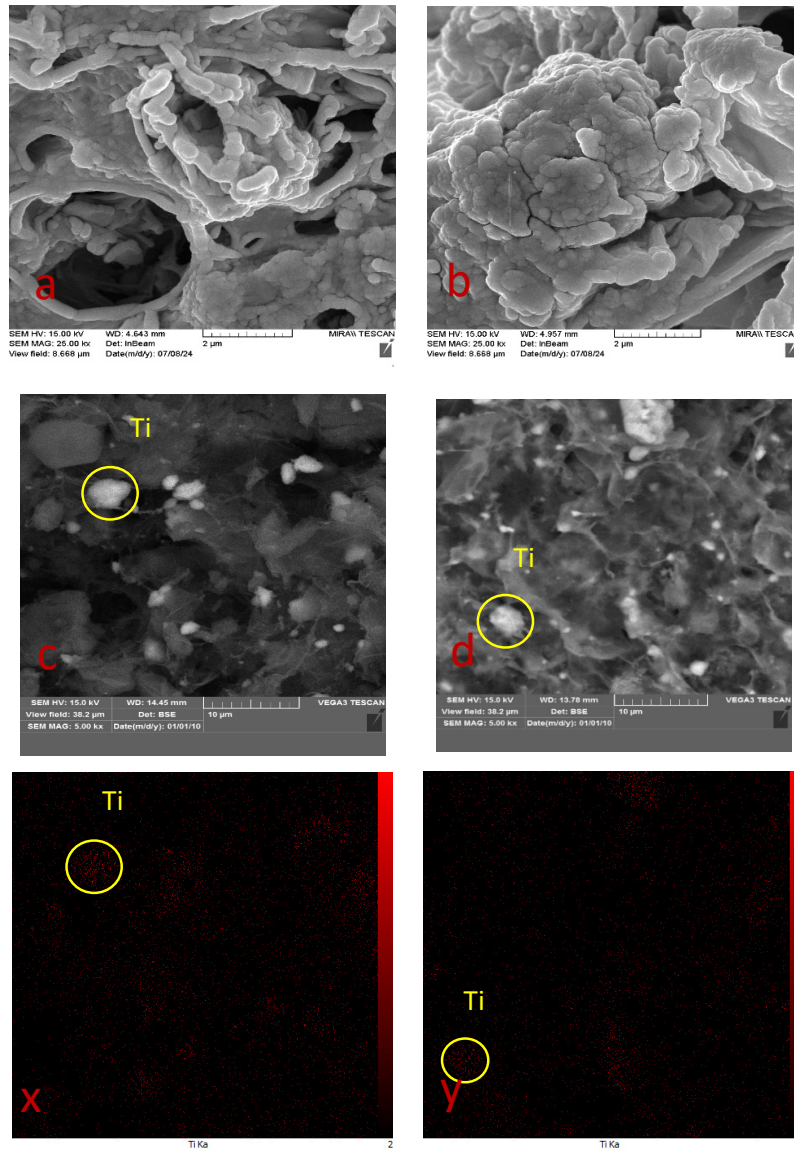 a
SEM HV: 15.00 kV WD: 4.643 mm MIRA\\ TESCAN
SEM MAG: 25.00 kx Det: InBeam 2 µm
View field: 8.668 µm Date(m/d/y): 07/08/24
b
SEM HV: 15.00 kV WD: 4.957 mm MIRA\\ TESCAN
SEM MAG: 25.00 kx Det: InBeam 2 µm
View field: 8.668 µm Date(m/d/y): 07/08/24
Ti
c
SEM HV: 15.0 kV WD: 14.45 mm VEGA3 TESCAN
View field: 38.2 µm Det: BSE 10 µm
SEM MAG: 5.00 kx Date(m/d/y): 01/01/10
Ti
d
SEM HV: 15.0 kV WD: 13.78 mm VEGA3 TESCAN
View field: 38.2 µm Det: BSE 10 µm
SEM MAG: 5.00 kx Date(m/d/y): 01/01/10
Ti
x
Ti Ka 2
Ti
y
Ti Ka